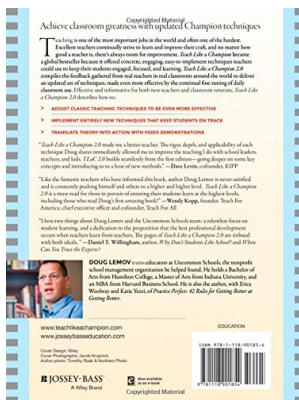 Copyrighted Material
Achieve classroom greatness with updated Champion techniques
Teaching is one of the most important jobs in the world and often one of the hardest.
Excellent teachers continually strive to learn and improve their craft, and no matter how
good a teacher is, there's always room for improvement. Teach Like a Champion became
a global bestseller because it offered concrete, engaging, easy-to-implement techniques teachers
could use to keep their students engaged, focused, and learning. Teach Like a Champion 2.0
compiles the feedback gathered from real teachers in real classrooms around the world to deliver
an updated set of techniques, made even more effective by the continual fine-tuning of daily
classroom use. Effective and informative for both new teachers and classroom veterans, Teach Like a
Champion 2.0 describes how to:
ADJUST CLASSIC TEACHING TECHNIQUES TO BE EVEN MORE EFFECTIVE
IMPLEMENT ENTIRELY NEW TECHNIQUES THAT KEEP STUDENTS ON TRACK
TRANSLATE THEORY INTO ACTION WITH VIDEO DEMONSTRATIONS
"Teach Like a Champion 2.0 made me a better teacher. The rigor, depth, and applicability of each
technique Doug shares immediately allowed me to improve the teaching I do with school leaders,
teachers, and kids. TLaC 2.0 builds seamlessly from the first edition—going deeper on some key
concepts and introducing us to a host of new methods." —Dave Levin, cofounder, KIPP
"Like the fantastic teachers who have informed this book, author Doug Lemov is never satisfied
and is constantly pushing himself and others to a higher and higher level. Teach Like a Champion
2.0 is a must read for those in pursuit of ensuring their students learn at the highest levels,
including those who read Doug's first amazing book!" —Wendy Kopp, founder, Teach For
America; chief executive officer and cofounder, Teach For All
"I love two things about Doug Lemov and the Uncommon Schools team: a relentless focus on
student learning, and a dedication to the proposition that the best professional development
occurs when teachers learn from teachers. The pages of Teach Like a Champion 2.0 are imbued
with both ideals." —Daniel T. Willingham, author, Why Don't Students Like School? and When
Can You Trust the Experts?
DOUG LEMOV trains educators at Uncommon Schools, the nonprofit
school management organization he helped found. He holds a Bachelor of
Arts from Hamilton College, a Master of Arts from Indiana University, and
an MBA from Harvard Business School. He is also the author, with Erica
Woolway and Katie Yezzi, of Practice Perfect: 42 Rules for Getting Better at
Getting Better.
www.teachlikeachampion.com
www.josseybasseducation.com
EDUCATION
Cover Design: Wiley
Cover Photographs: Jacob Krupnick
Author photo: Timothy Raab & Northern Photo
JOSSEY-BASS
A Wiley Brand
Also available
as an e-book
ISBN 978-1-118-90185-4
9 781118 901854
Copyrighted Material